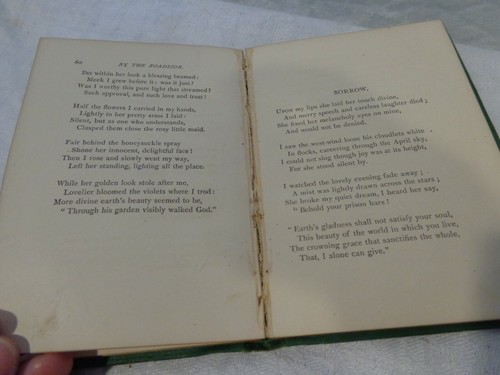 80
BY THE ROADSIDE.
But within her look a blessing beamed:
Meek I grew before it: was it just?
Was I worthy this pure light that streamed?
Such approval, and such love and trust!
Half the flowers I carried in my hands,
Lightly in her pretty arms I laid:
Silent, but as one who understands,
Clasped them close the rosy little maid.
Fair behind the honeysuckle spray
Shone her innocent, delightful face!
Then I rose and slowly went my way,
Left her standing, lighting all the place.
While her golden look stole after me,
Lovelier bloomed the violets where I trod:
More divine earth's beauty seemed to be,
"Through his garden visibly walked God."
SORROW.
Upon my lips she laid her touch divine,
And merry speech and careless laughter died;
She fixed her melancholy eyes on mine,
And would not be denied.
I saw the west-wind loose his cloudlets white
In flocks, careering through the April sky,
I could not sing though joy was at its height,
For she stood silent by.
I watched the lovely evening fade away;
A mist was lightly drawn across the stars;
She broke my quiet dream, I heard her say,
"Behold your prison bars!
"Earth's gladness shall not satisfy your soul,
This beauty of the world in which you live,
The crowning grace that sanctifies the whole,
That, I alone can give."